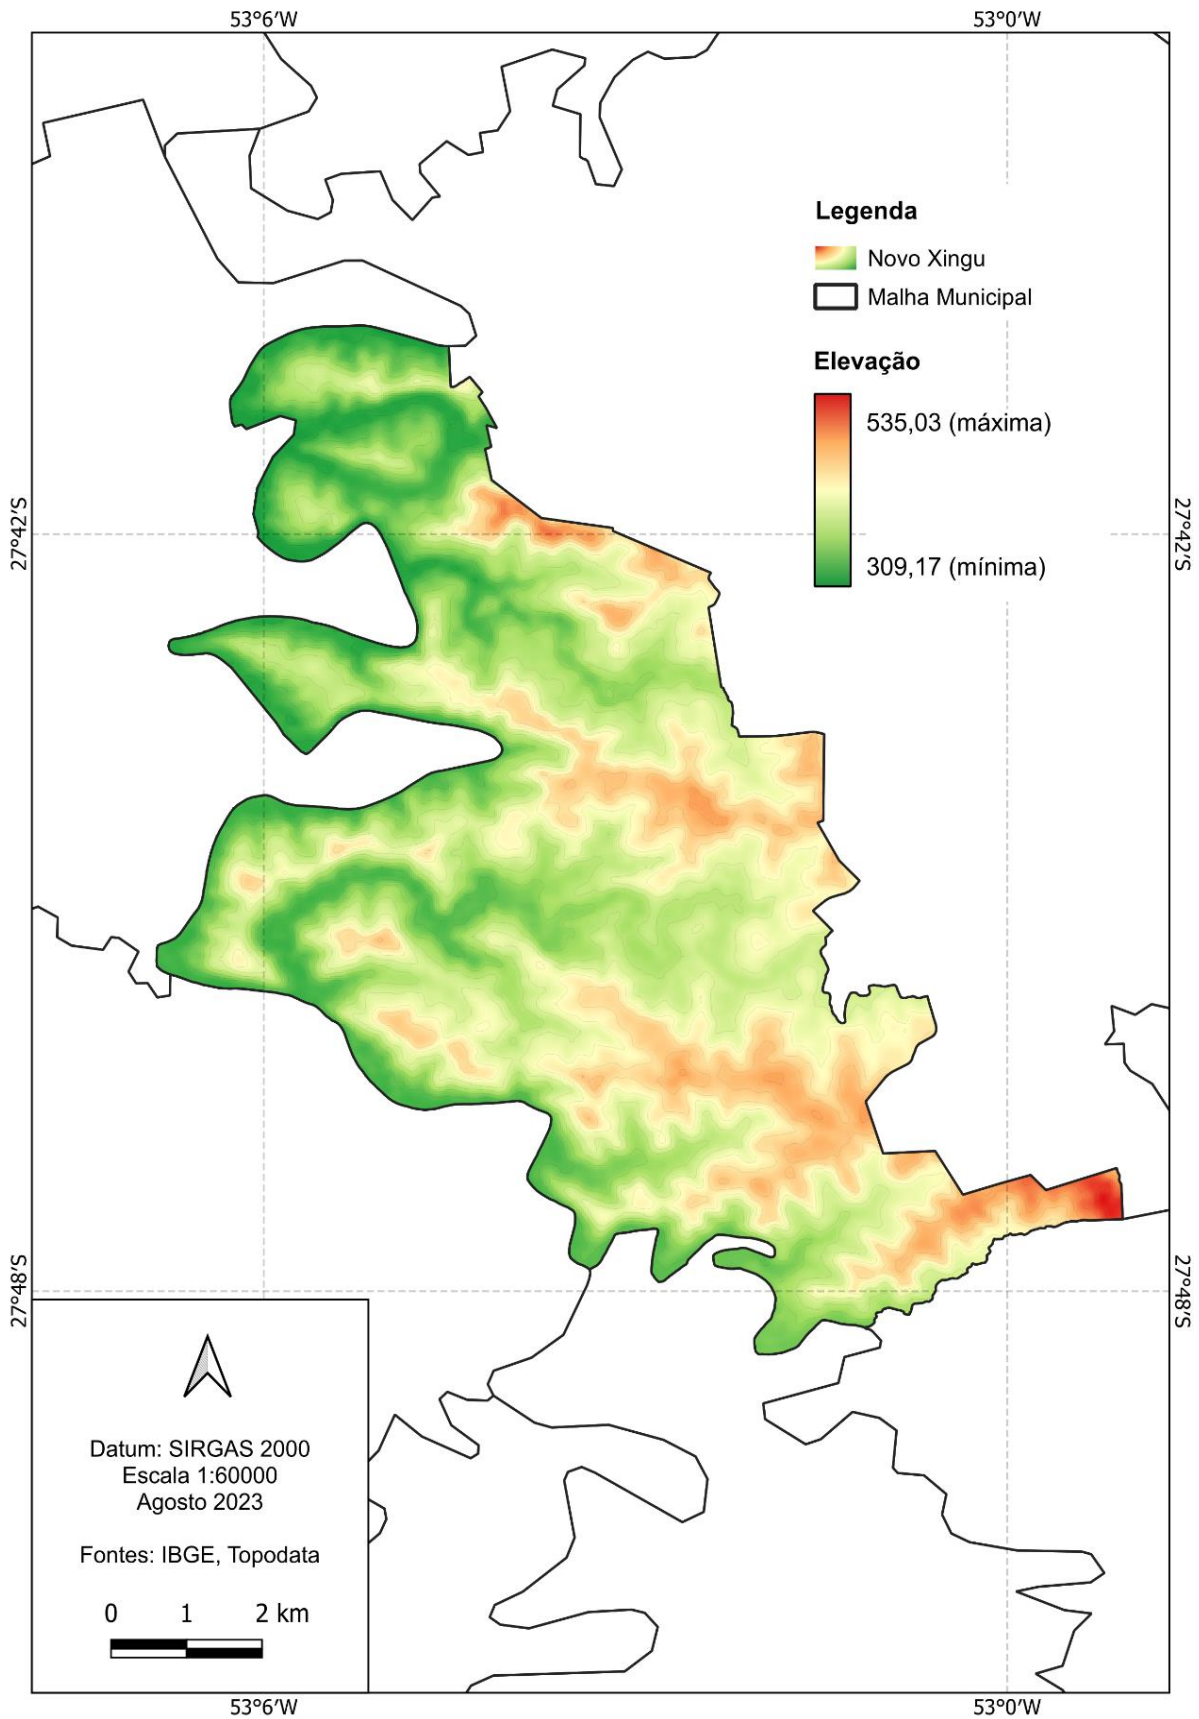 53°6′W
53°0′W
Legenda
Novo Xingu
Malha Municipal
Elevação
535,03 (máxima)
309,17 (mínima)
27°42′S
27°42′S
27°48′S
27°48′S
Datum: SIRGAS 2000
Escala 1:60000
Agosto 2023
Fontes: IBGE, Topodata
0 1 2 km
53°6′W
53°0′W